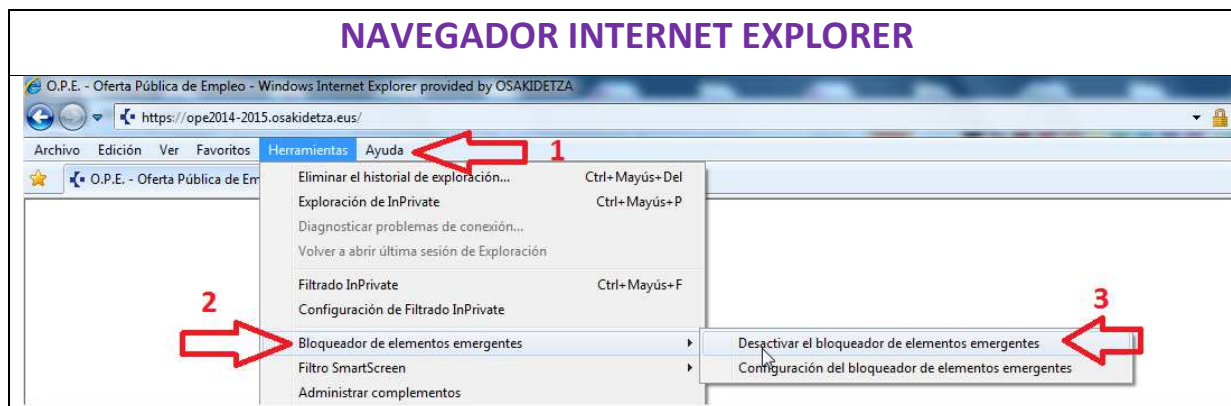 NAVEGADOR INTERNET EXPLORER
O.P.E. - Oferta Pública de Empleo - Windows Internet Explorer provided by OSAKIDETZA
https://ope2014-2015.osakidetza.eus/
Archivo Edición Ver Favoritos Herramientas Ayuda 1
O.P.E. - Oferta Pública de Em
Eliminar el historial de exploración... Ctrl+Mayús+Del
Exploración de InPrivate Ctrl+Mayús+P
Diagnosticar problemas de conexión...
Volver a abrir última sesión de Exploración
Filtrado InPrivate Ctrl+Mayús+F
Configuración de Filtrado InPrivate
2
3
Bloqueador de elementos emergentes
Desactivar el bloqueador de elementos emergentes
Filtro SmartScreen
Configuración del bloqueador de elementos emergentes
Administrar complementos